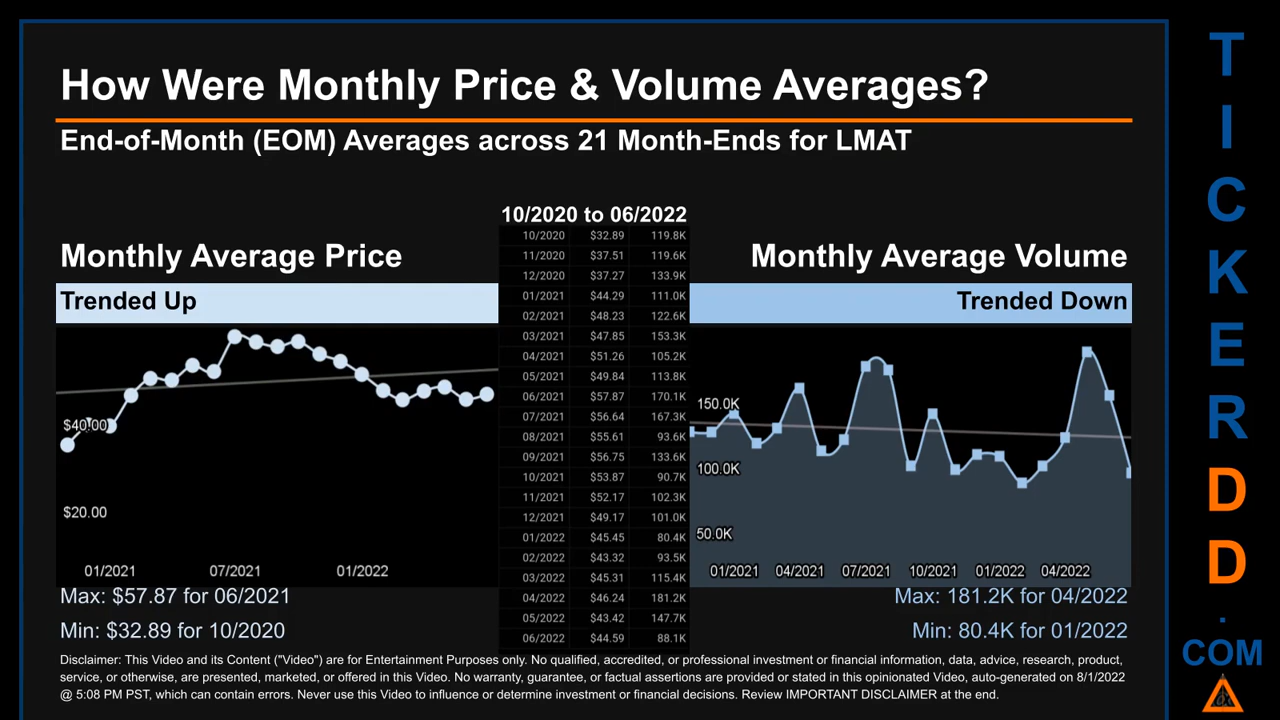 How Were Monthly Price & Volume Averages?
End-of-Month (EOM) Averages across 21 Month-Ends for LMAT
Monthly Average Price
Trended Up
$40.00
$20.00
01/2021 07/2021 01/2022
Max: $57.87 for 06/2021
Min: $32.89 for 10/2020
10/2020 to 06/2022
10/2020 $32.89 119.8K
11/2020 $37.51 119.6K
12/2020 $37.27 133.9K
01/2021 $44.29 111.0K
02/2021 $48.23 122.6K
03/2021 $47.85 153.3K
04/2021 $51.26 105.2K
05/2021 $49.84 113.8K
06/2021 $57.87 170.1K
07/2021 $56.64 167.3K
08/2021 $55.61 93.6K
09/2021 $56.75 133.6K
10/2021 $53.87 90.7K
11/2021 $52.17 102.3K
12/2021 $49.17 101.0K
01/2022 $45.45 80.4K
02/2022 $43.32 93.5K
03/2022 $45.31 115.4K
04/2022 $46.24 181.2K
05/2022 $43.42 147.7K
06/2022 $44.59 88.1K
Monthly Average Volume
Trended Down
150.0K
100.0K
50.0K
01/2021 04/2021 07/2021 10/2021 01/2022 04/2022
Max: 181.2K for 04/2022
Min: 80.4K for 01/2022
Disclaimer: This Video and its Content ("Video") are for Entertainment Purposes only. No qualified, accredited, or professional investment or financial information, data, advice, research, product,
service, or otherwise, are presented, marketed, or offered in this Video. No warranty, guarantee, or factual assertions are provided or stated in this opinionated Video, auto-generated on 8/1/2022
@ 5:08 PM PST, which can contain errors. Never use this Video to influence or determine investment or financial decisions. Review IMPORTANT DISCLAIMER at the end.
TICKERDD
.
COM